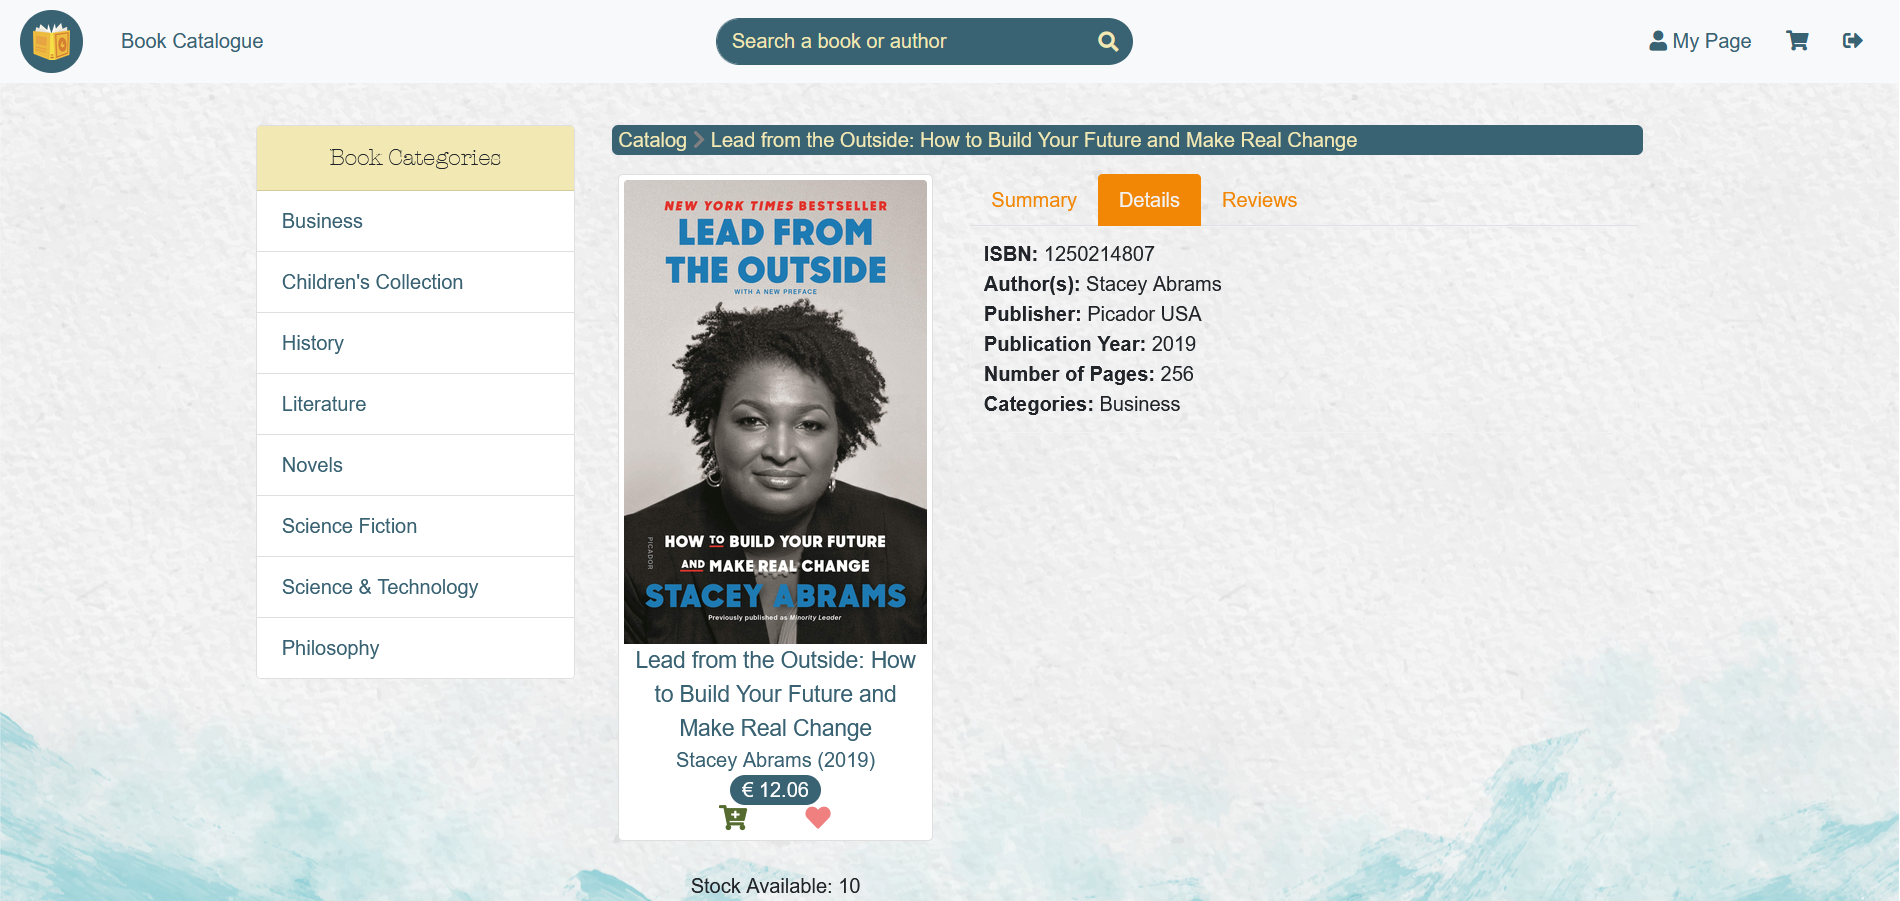 Book Catalogue
Search a book or author
My Page
Book Categories
Business
Children's Collection
History
Literature
Novels
Science Fiction
Science & Technology
Philosophy
Catalog Lead from the Outside: How to Build Your Future and Make Real Change
NEW YORK TIMES BESTSELLER
LEAD FROM
THE OUTSIDE
WITH A NEW PREFACE
PICADOR
HOW TO BUILD YOUR FUTURE
AND MAKE REAL CHANGE
STACEY ABRAMS
Previously published as Minority Leader
Lead from the Outside: How
to Build Your Future and
Make Real Change
Stacey Abrams (2019)
€ 12.06
Stock Available: 10
Summary
Details
Reviews
ISBN: 1250214807
Author(s): Stacey Abrams
Publisher: Picador USA
Publication Year: 2019
Number of Pages: 256
Categories: Business